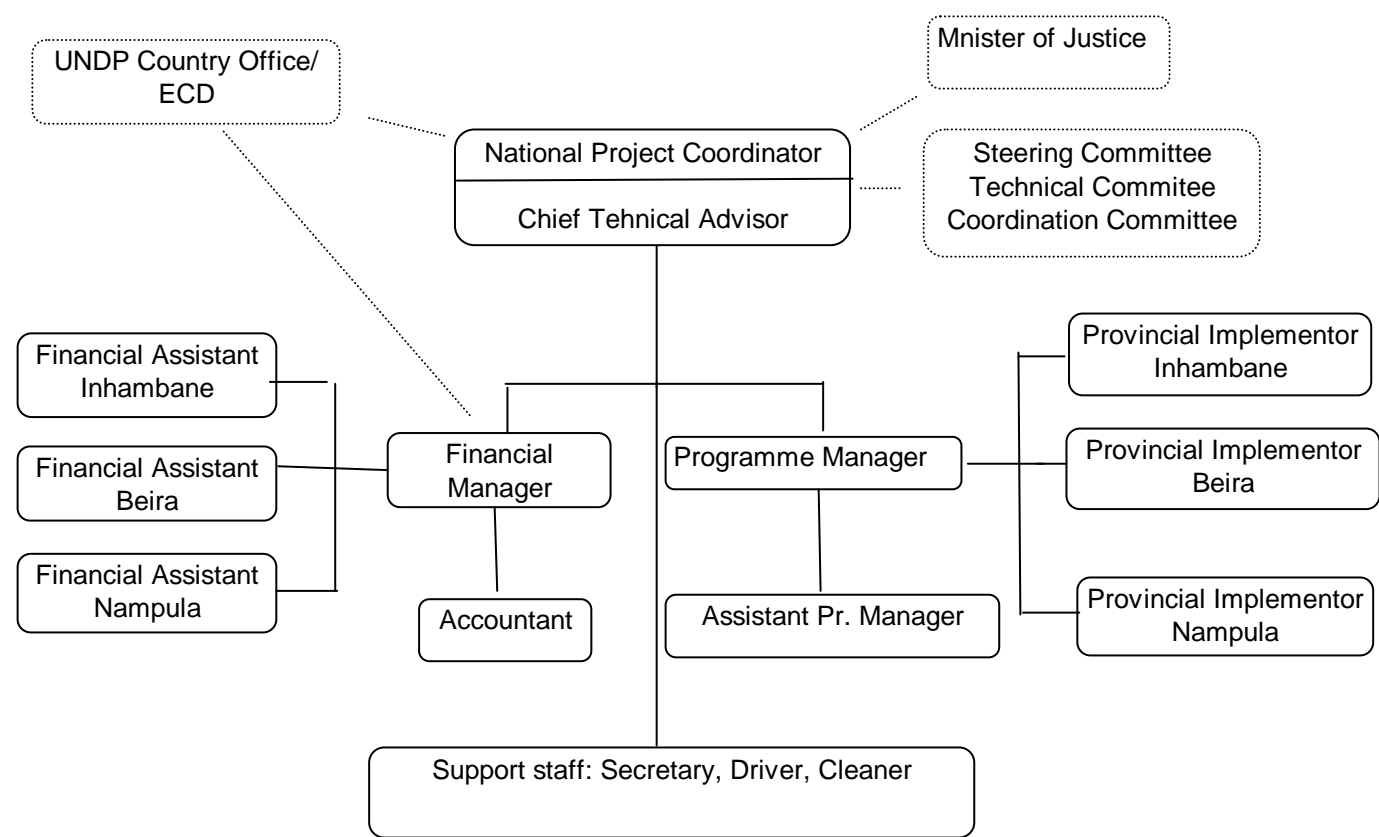 UNDP Country Office/
ECD
Mnister of Justice
National Project Coordinator
Chief Tehnical Advisor
Steering Committee
Technical Commitee
Coordination Committee
Financial Assistant
Inhambane
Financial Assistant
Beira
Financial Assistant
Nampula
Financial
Manager
Accountant
Programme Manager
Assistant Pr. Manager
Provincial Implementor
Inhambane
Provincial Implementor
Beira
Provincial Implementor
Nampula
Support staff: Secretary, Driver, Cleaner